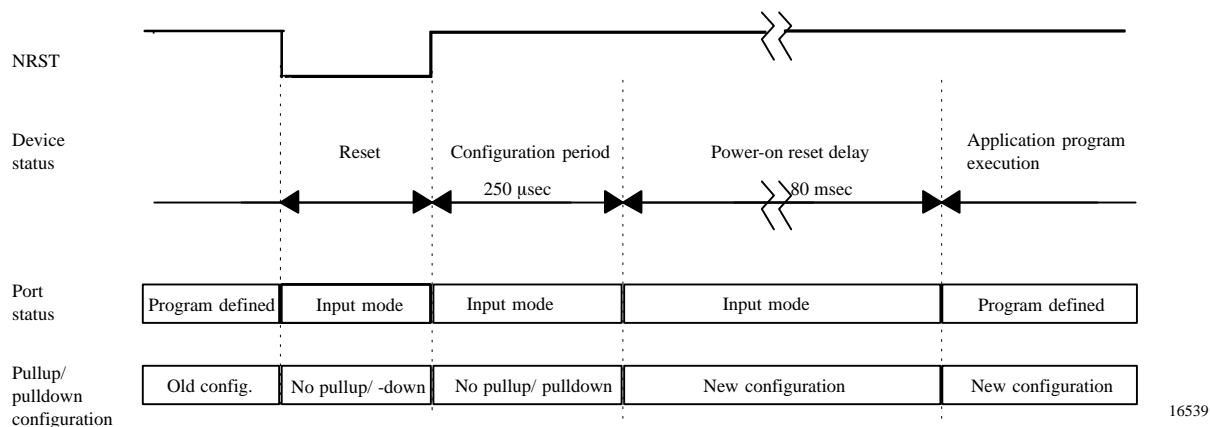 NRST
Device
status
Reset
Configuration period
Power-on reset delay
Application program
execution
250 μsec
80 msec
Port
status
Program defined
Input mode
Input mode
Input mode
Program defined
Pullup/
pulldown
configuration
Old config.
No pullup/ -down
No pullup/ pulldown
New configuration
New configuration
16539